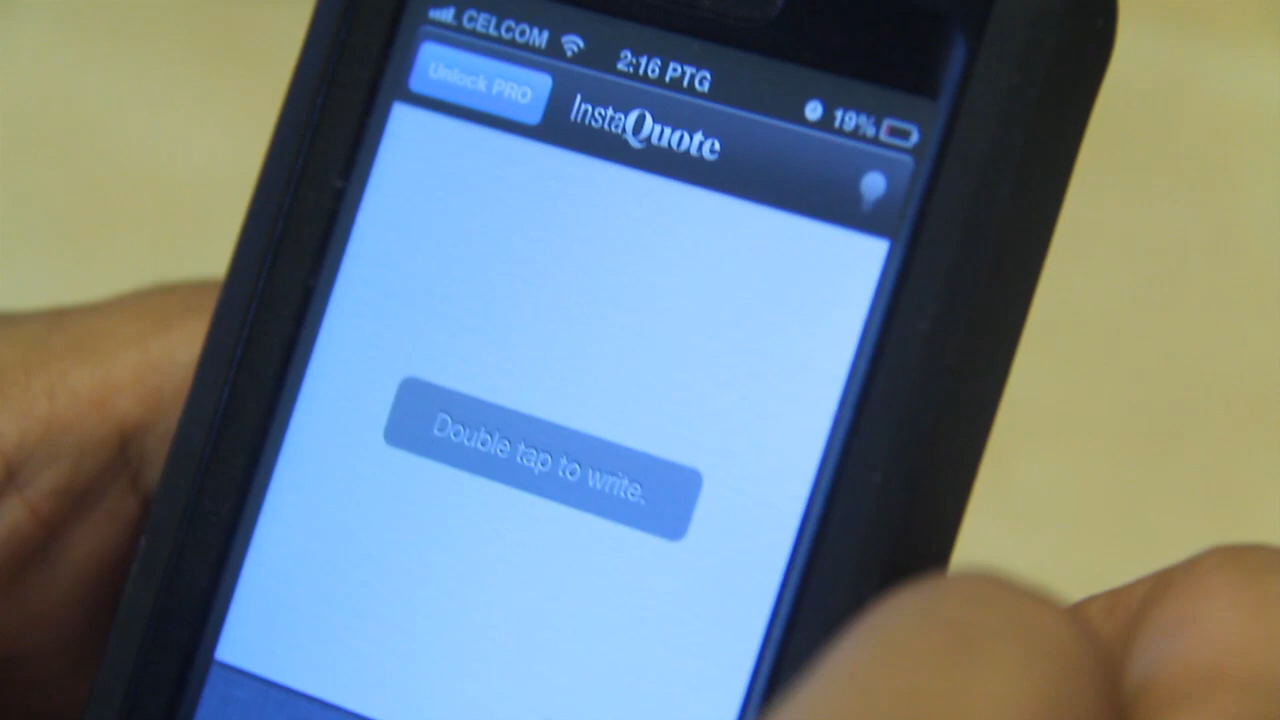 CELCOM 2:16 PTG 19%
Unlock PRO InstaQuote
Double tap to write.